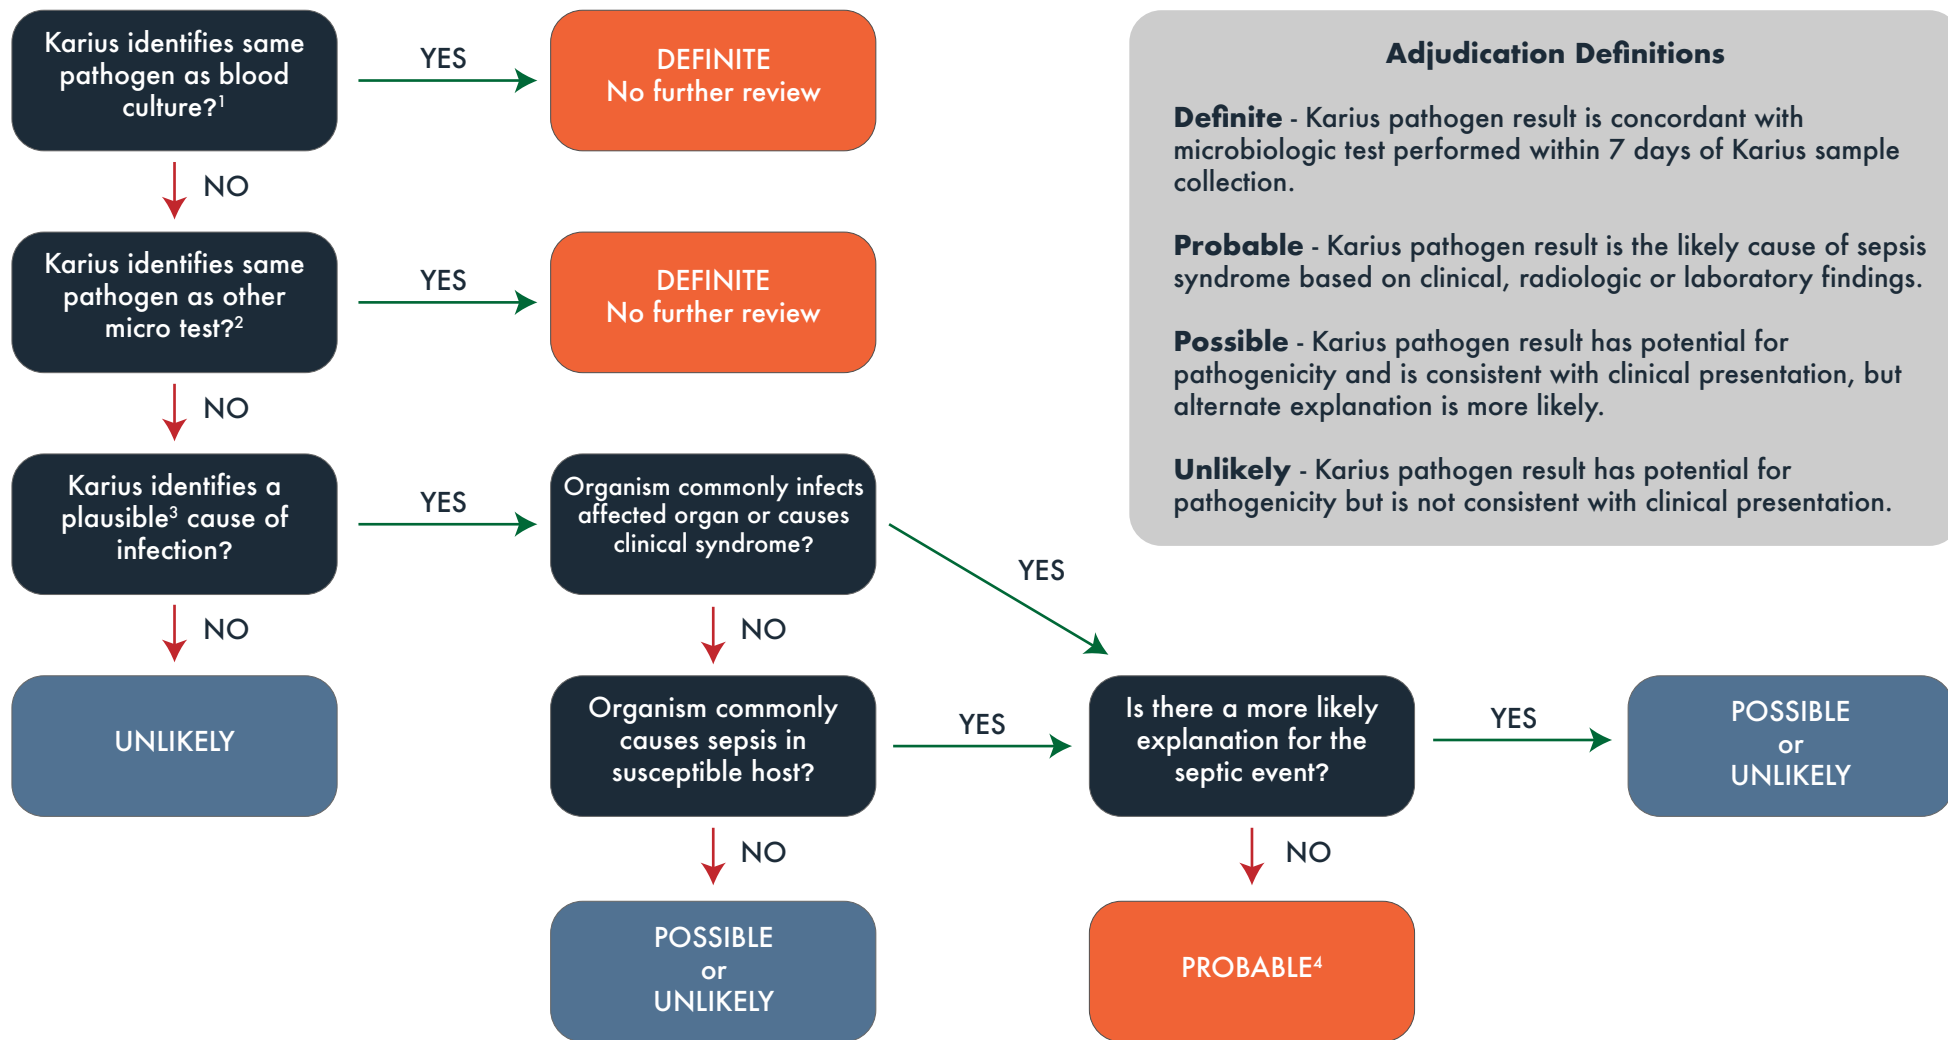 Karius identifies same
pathogen as blood
culture?¹
YES
DEFINITE
No further review
NO
Karius identifies same
pathogen as other
micro test?²
YES
DEFINITE
No further review
NO
Karius identifies a
plausible³ cause of
infection?
YES
Organism commonly infects
affected organ or causes
clinical syndrome?
YES
NO
UNLIKELY
NO
Organism commonly
causes sepsis in
susceptible host?
YES
Is there a more likely
explanation for the
septic event?
YES
POSSIBLE
or
UNLIKELY
NO
POSSIBLE
or
UNLIKELY
NO
PROBABLE⁴
Adjudication Definitions
Definite - Karius pathogen result is concordant with
microbiologic test performed within 7 days of Karius sample
collection.
Probable - Karius pathogen result is the likely cause of sepsis
syndrome based on clinical, radiologic or laboratory findings.
Possible - Karius pathogen result has potential for
pathogenicity and is consistent with clinical presentation, but
alternate explanation is more likely.
Unlikely - Karius pathogen result has potential for
pathogenicity but is not consistent with clinical presentation.